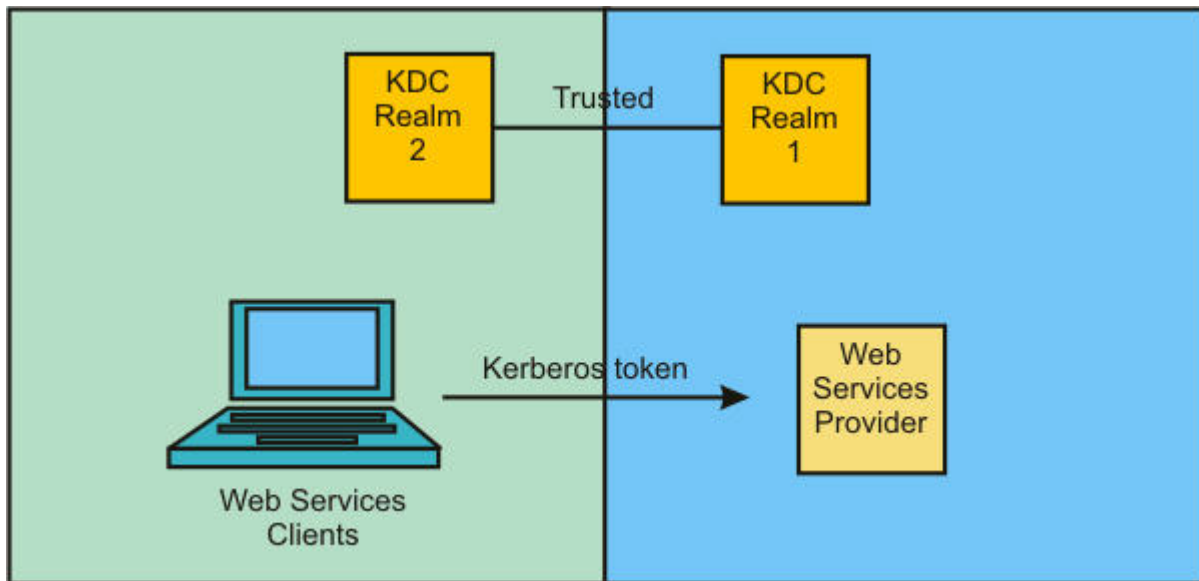 KDC
Realm
2
Trusted
KDC
Realm
1
Kerberos token
Web
Services
Provider
Web Services
Clients